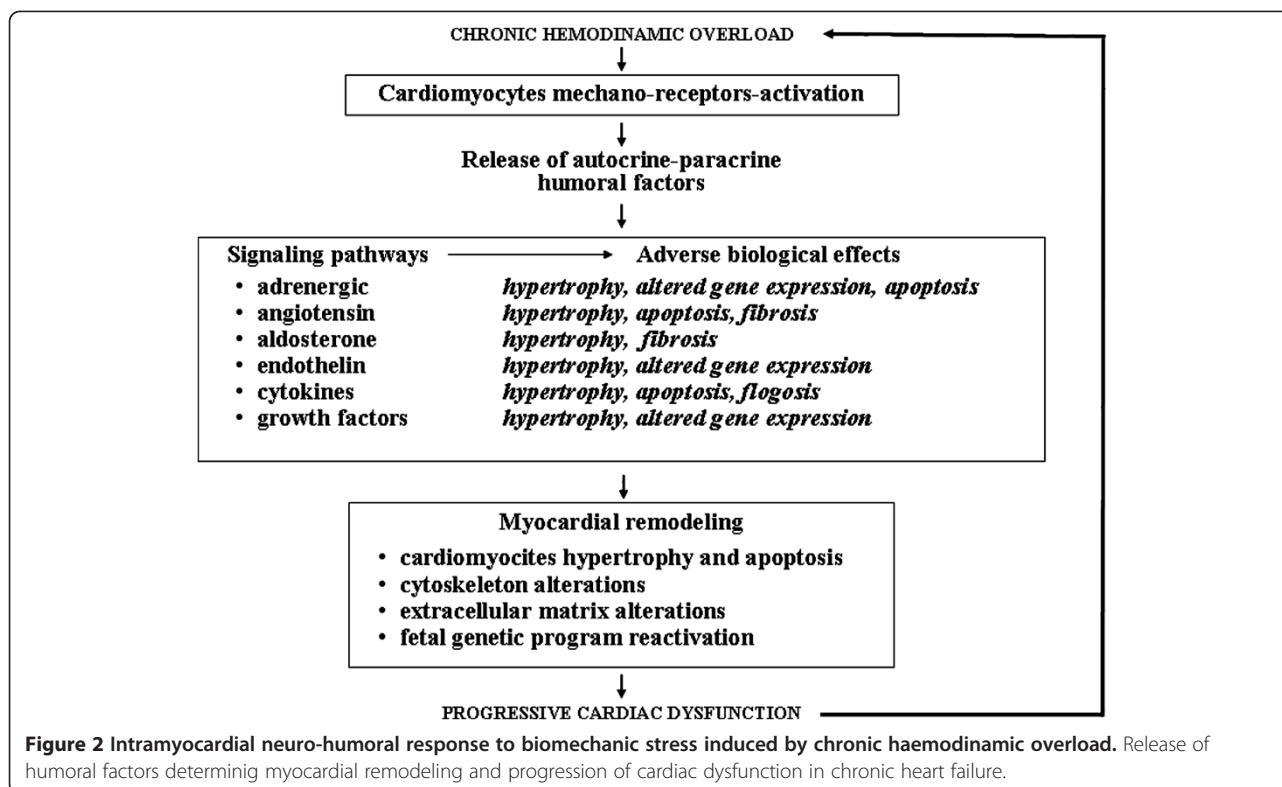 CHRONIC HEMODINAMIC OVERLOAD
Cardiomyocytes mechano-receptors-activation
Release of autocrine-paracrine
humoral factors
Signaling pathways Adverse biological effects
• adrenergic hypertrophy, altered gene expression, apoptosis
• angiotensin hypertrophy, apoptosis, fibrosis
• aldosterone hypertrophy, fibrosis
• endothelin hypertrophy, altered gene expression
• cytokines hypertrophy, apoptosis, flogosis
• growth factors hypertrophy, altered gene expression
Myocardial remodeling
• cardiomyocites hypertrophy and apoptosis
• cytoskeleton alterations
• extracellular matrix alterations
• fetal genetic program reactivation
PROGRESSIVE CARDIAC DYSFUNCTION
Figure 2 Intramyocardial neuro-humoral response to biomechanic stress induced by chronic haemodinamic overload. Release of
humoral factors determinig myocardial remodeling and progression of cardiac dysfunction in chronic heart failure.